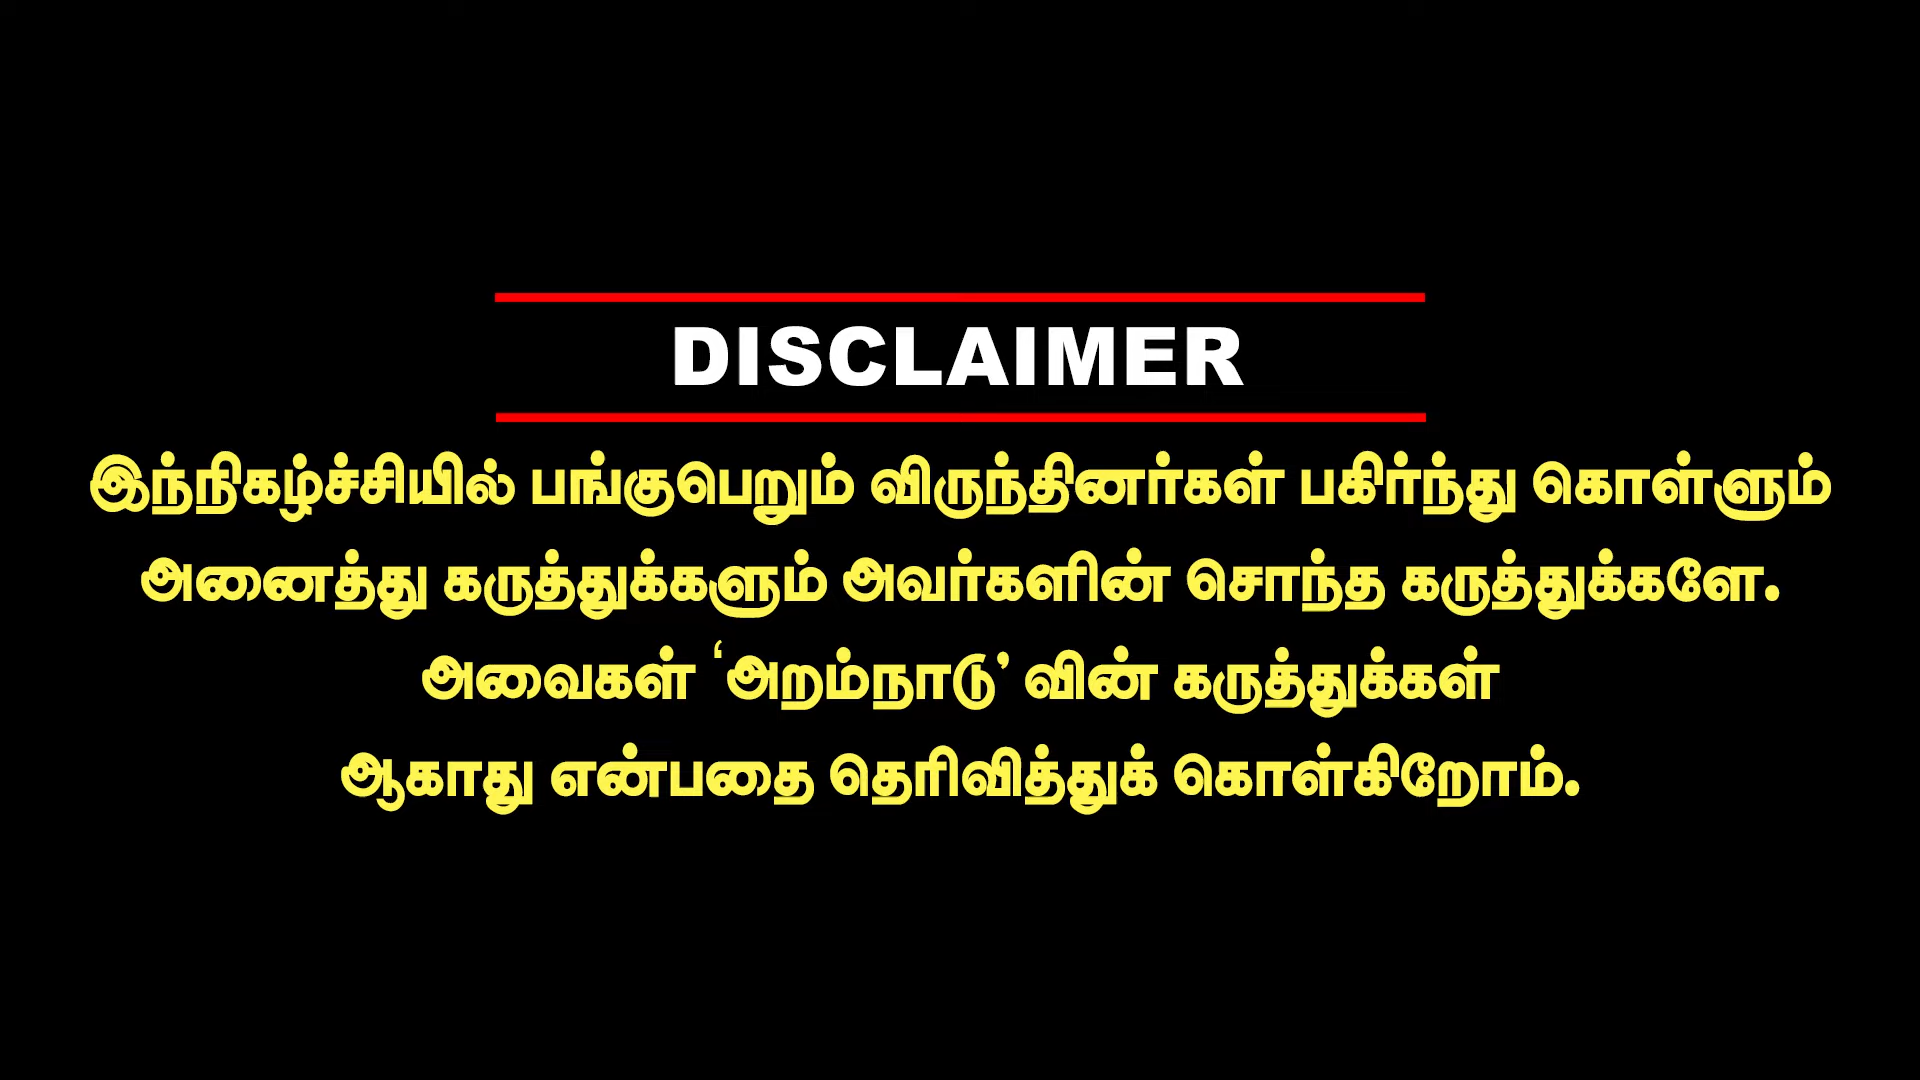 DISCLAIMER
இந்நிகழ்ச்சியில் பங்குபெறும் விருந்தினர்கள் பகிர்ந்து கொள்ளும்
அனைத்து கருத்துக்களும் அவர்களின் சொந்த கருத்துக்களே.
அவைகள் ‘அறம்நாடு’ வின் கருத்துக்கள்
ஆகாது என்பதை தெரிவித்துக் கொள்கிறோம்.